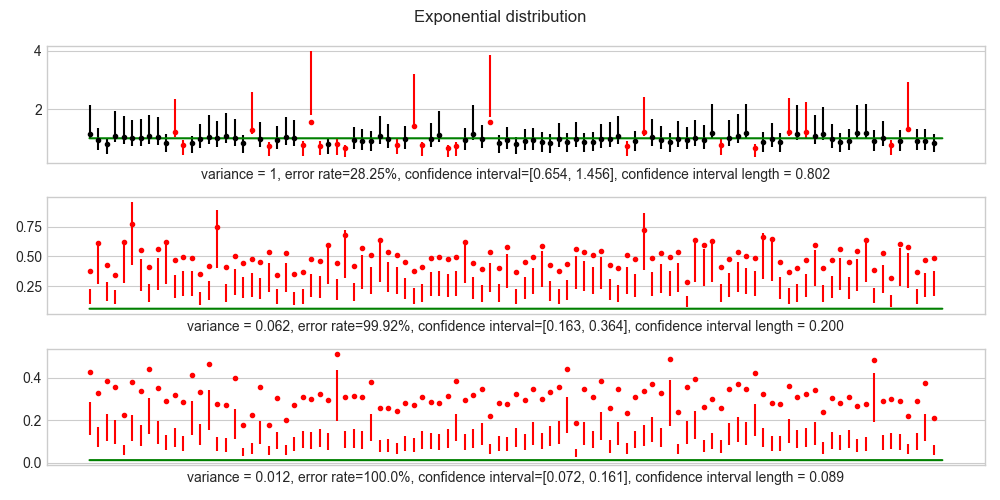 Exponential distribution
4
2
variance = 1, error rate=28.25%, confidence interval=[0.654, 1.456], confidence interval length = 0.802
0.75
0.50
0.25
variance = 0.062, error rate=99.92%, confidence interval=[0.163, 0.364], confidence interval length = 0.200
0.4
0.2
0.0
variance = 0.012, error rate=100.0%, confidence interval=[0.072, 0.161], confidence interval length = 0.089